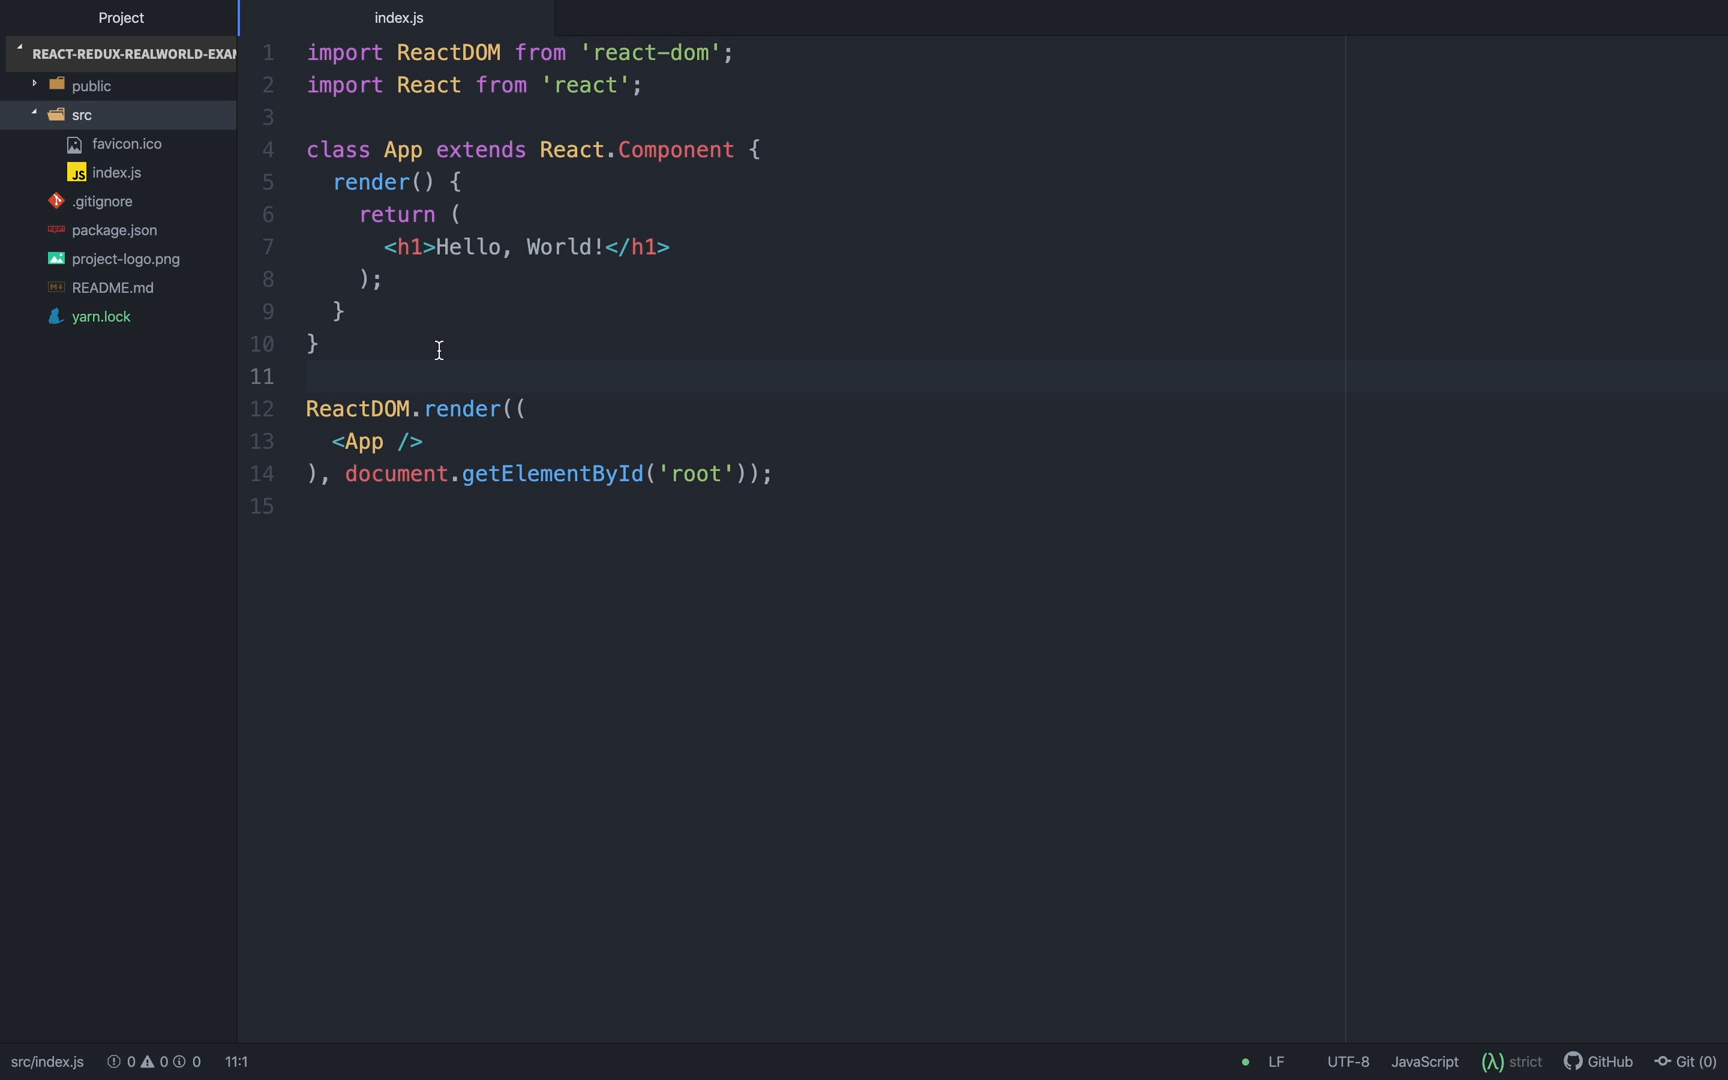 Project
index.js
REACT-REDUX-REALWORLD-EXAM
public
src
favicon.ico
JS index.js
.gitignore
package.json
project-logo.png
README.md
yarn.lock
1 import ReactDOM from 'react-dom';
2 import React from 'react';
3
4 class App extends React.Component {
5   render() {
6     return (
7       <h1>Hello, World!</h1>
8     );
9   }
10 }
11
12 ReactDOM.render((
13   <App />
14 ), document.getElementById('root'));
15
src/index.js 0 0 0 11:1 LF UTF-8 JavaScript (λ) strict GitHub Git (0)